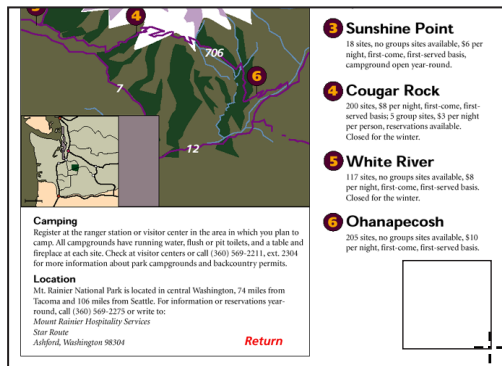 5
4
706
6
7
12
Camping
Register at the ranger station or visitor center in the area in which you plan to
camp. All campgrounds have running water, flush or pit toilets, and a table and
fireplace at each site. Check at visitor centers or call (360) 569-2211, ext. 2304
for more information about park campgrounds and backcountry permits.
Location
Mt. Rainier National Park is located in central Washington, 74 miles from
Tacoma and 106 miles from Seattle. For information or reservations year-
round, call (360) 569-2275 or write to:
Mount Rainier Hospitality Services
Star Route
Ashford, Washington 98304
Return
3 Sunshine Point
18 sites, no groups sites available, $6 per
night, first-come, first-served basis,
campground open year-round.
4 Cougar Rock
200 sites, $8 per night, first-come, first-
served basis; 5 group sites, $3 per night
per person, reservations available.
Closed for the winter.
5 White River
117 sites, no groups sites available, $8
per night, first-come, first-served basis.
Closed for the winter.
6 Ohanapecosh
205 sites, no groups sites available, $10
per night, first-come, first-served basis.